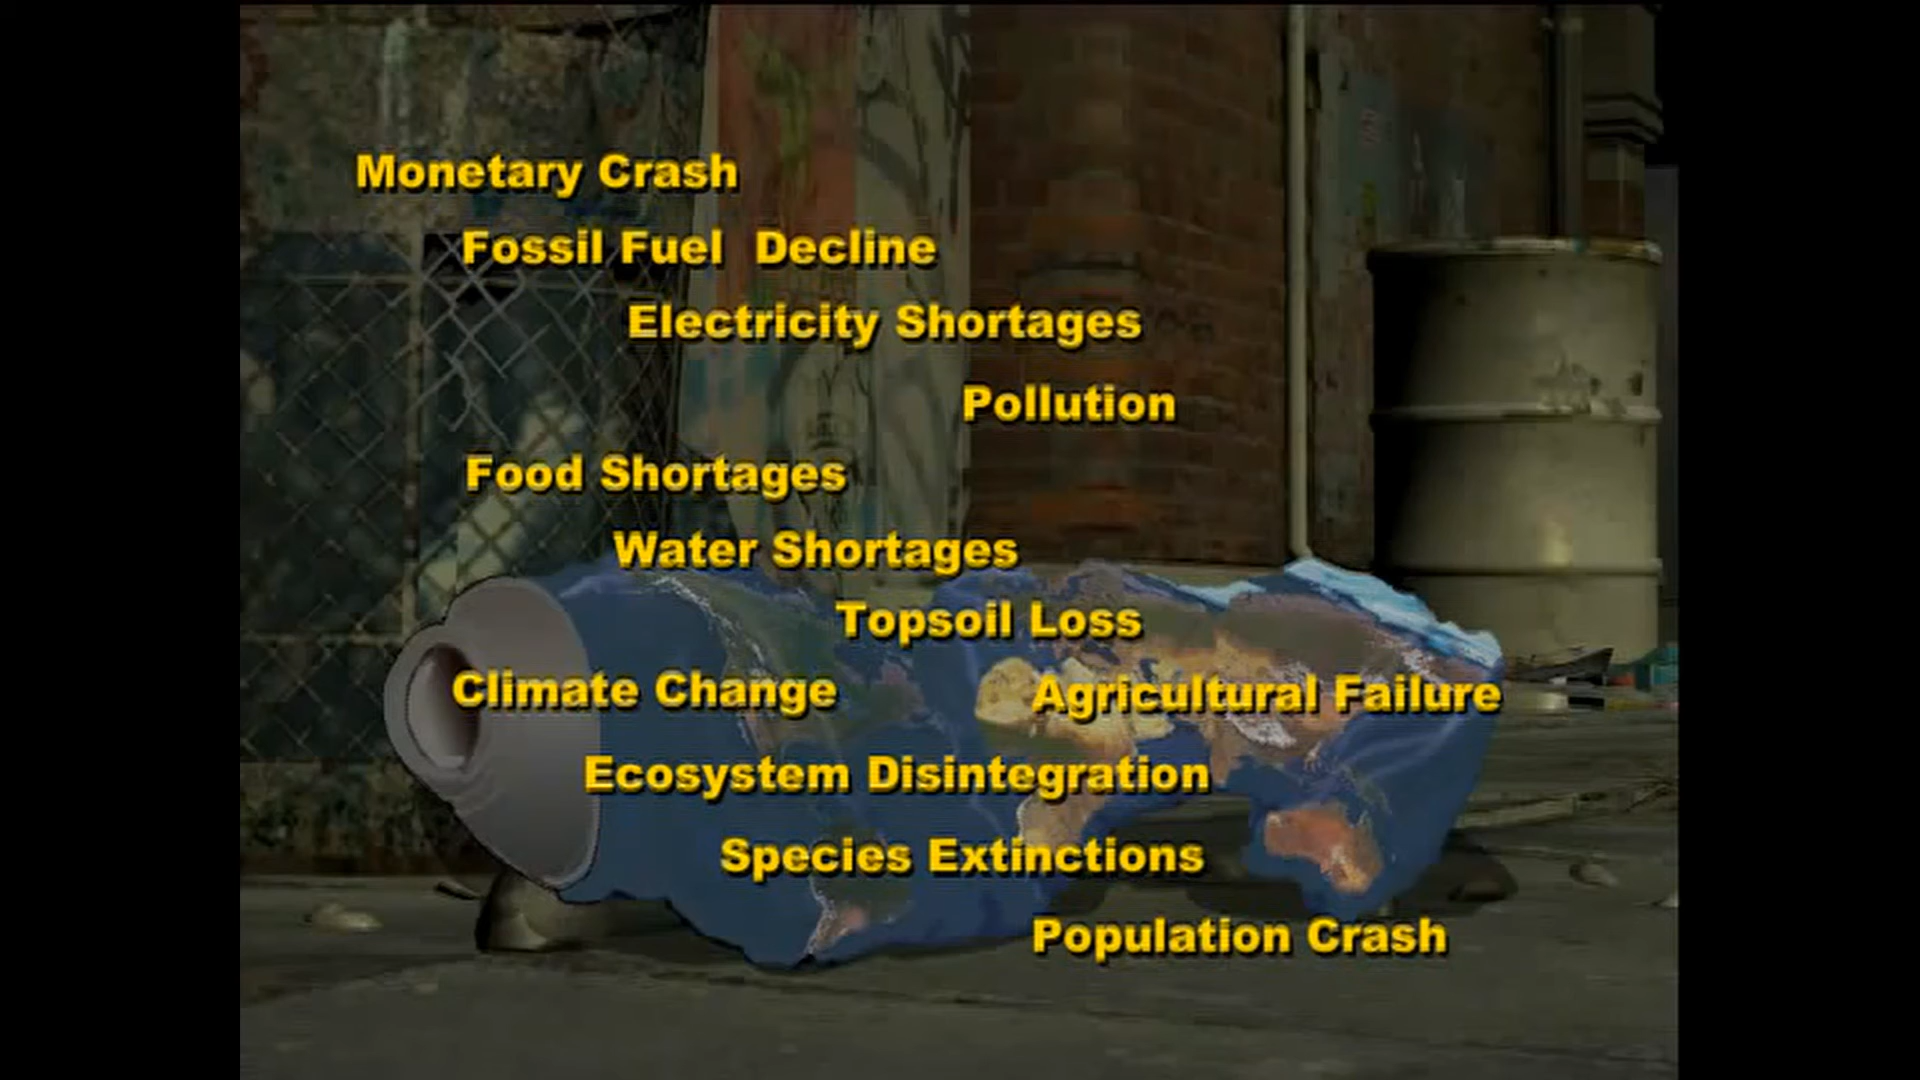 Monetary Crash
Fossil Fuel Decline
Electricity Shortages
Pollution
Food Shortages
Water Shortages
Topsoil Loss
Climate Change
Agricultural Failure
Ecosystem Disintegration
Species Extinctions
Population Crash